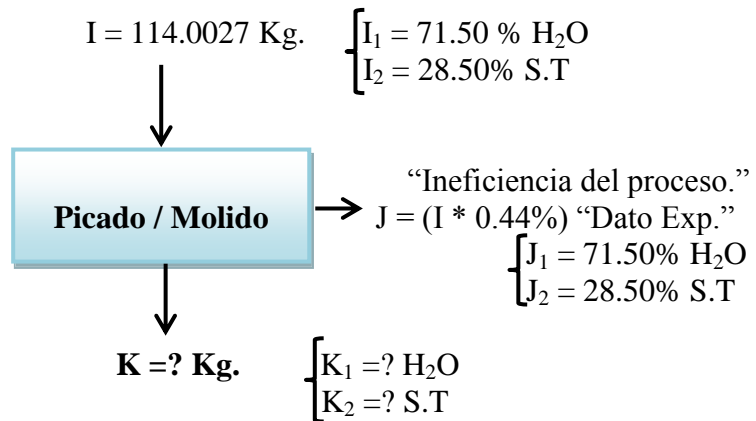 I = 114.0027 Kg.
I₁ = 71.50 % H₂O
I₂ = 28.50% S.T
Picado / Molido
“Ineficiencia del proceso.”
J = (I * 0.44%) “Dato Exp.”
J₁ = 71.50% H₂O
J₂ = 28.50% S.T
K =? Kg.
K₁ =? H₂O
K₂ =? S.T